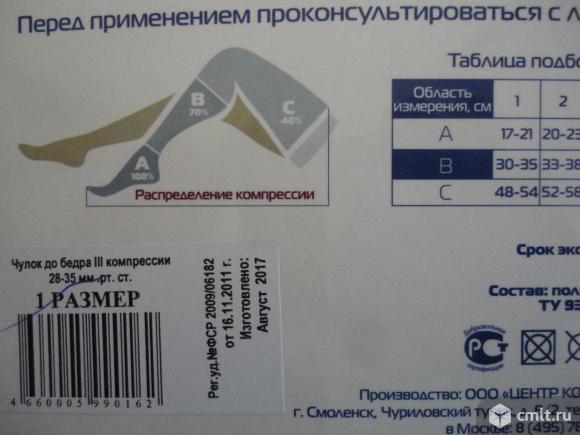 Перед применением проконсультироваться с л
Таблица подбо
Область измерения, см 1 2
A 17-21 20-23
B 30-35 33-38
C 48-54 52-58
B 70%
C 40%
A 100%
Распределение компрессии
Чулок до бедра III компрессии
28-35 мм рт. ст.
1 РАЗМЕР
4 660005 990162
Рег.уд.№ФСР 2009/06182
от 16.11.2011 г.
Изготовлено:
Август 2017
Срок экс
Состав: пол
ТУ 93
Добровольная
сертификация
Производство: ООО «ЦЕНТР КО
г. Смоленск, Чуриловский ту
в Москве: 8 (495) 78
cmlt.ru